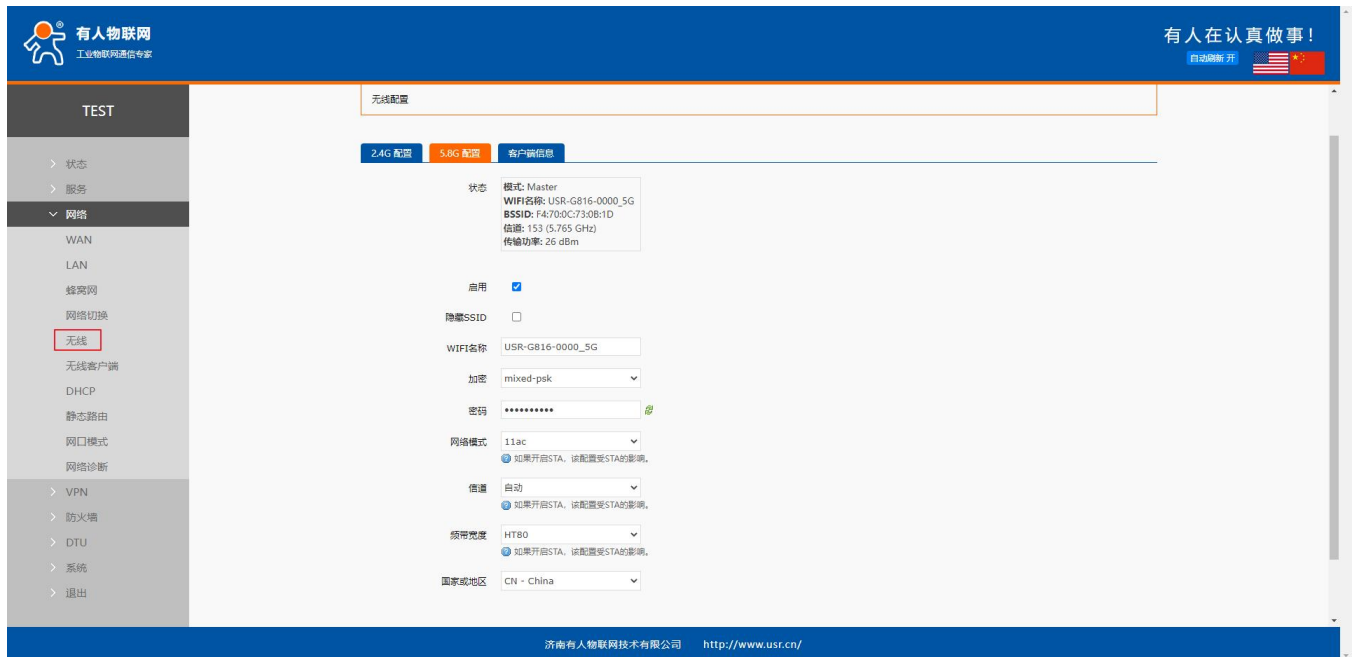 有人物联网
工业物联网通信专家
有人在认真做事！
自动刷新 开
TEST
状态
服务
网络
WAN
LAN
蜂窝网
网络切换
无线
无线客户端
DHCP
静态路由
网口模式
网络诊断
VPN
防火墙
DTU
系统
退出
无线配置
2.4G 配置 5.8G 配置 客户端信息
状态 模式: Master
WIFI名称: USR-G816-0000_5G
BSSID: F4:70:0C:73:0B:1D
信道: 153 (5.765 GHz)
传输功率: 26 dBm
启用
隐藏SSID
WIFI名称 USR-G816-0000_5G
加密 mixed-psk
密码 ••••••••••
网络模式 11ac
如果开启STA，该配置受STA的影响。
信道 自动
如果开启STA，该配置受STA的影响。
频带宽度 HT80
如果开启STA，该配置受STA的影响。
国家或地区 CN - China
济南有人物联网技术有限公司 http://www.usr.cn/